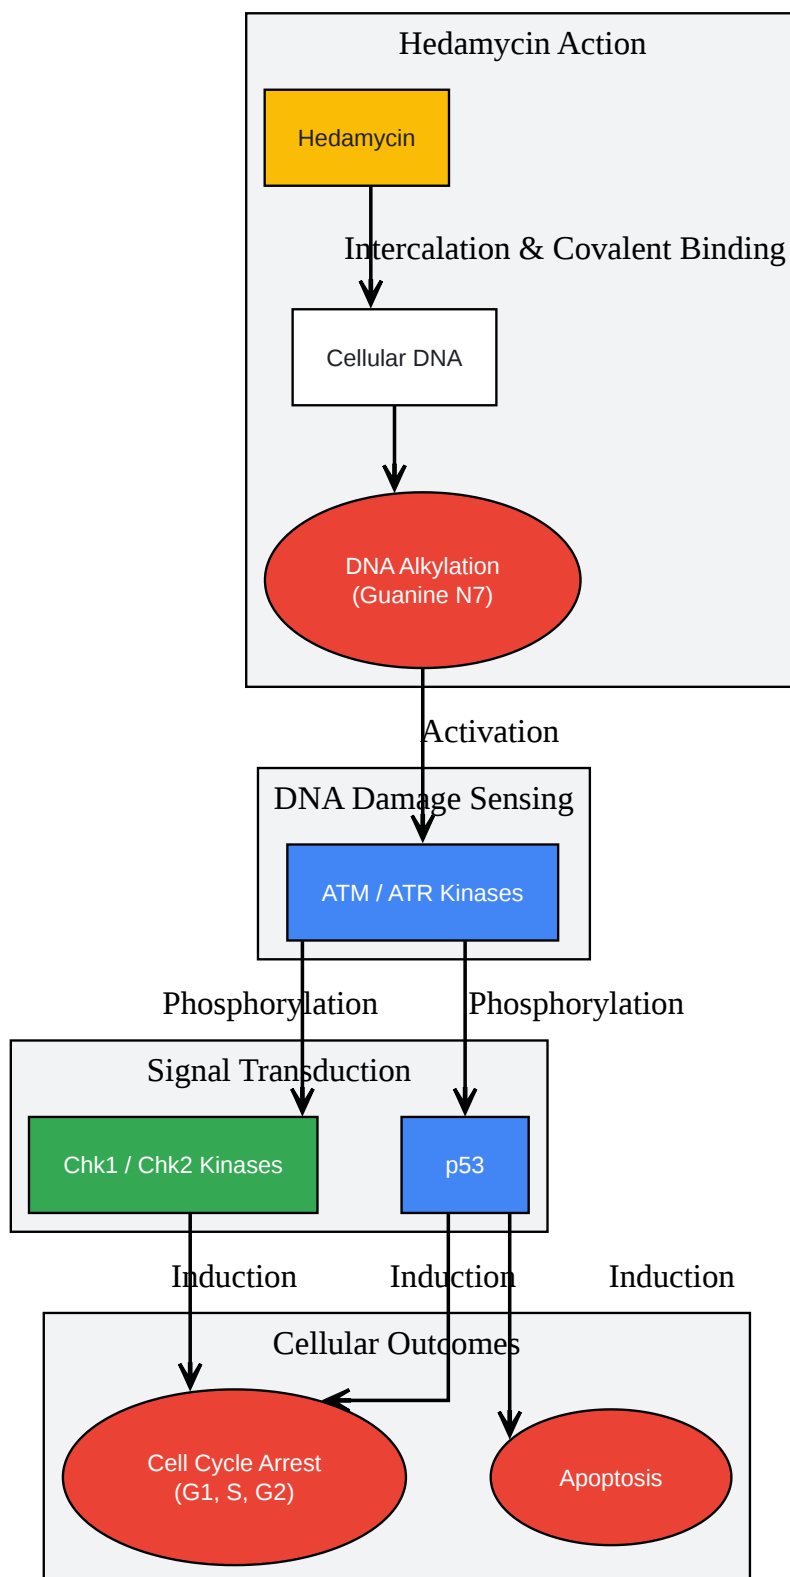 Hedamycin Action
Hedamycin
Intercalation & Covalent Binding
Cellular DNA
DNA Alkylation
(Guanine N7)
Activation
DNA Damage Sensing
ATM / ATR Kinases
Phosphorylation
Phosphorylation
Signal Transduction
Chk1 / Chk2 Kinases
p53
Induction
Induction
Induction
Cellular Outcomes
Cell Cycle Arrest
(G1, S, G2)
Apoptosis